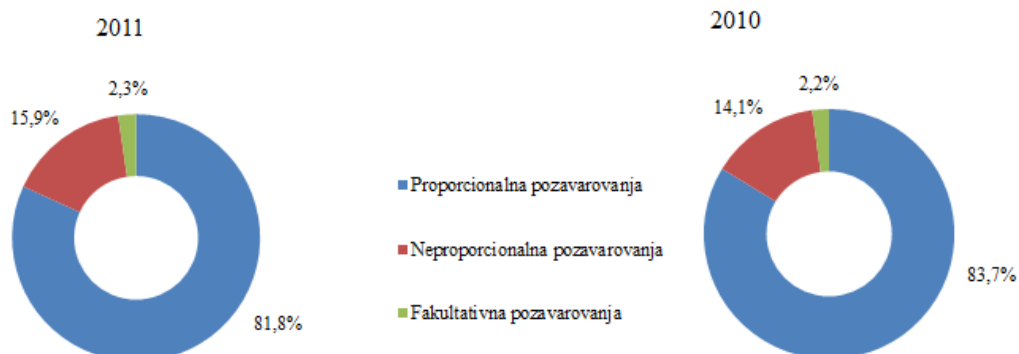 2011
2,3%
15,9%
81,8%
Proporcionalna pozavarovanja
Neproporcionalna pozavarovanja
Fakultativna pozavarovanja
2010
2,2%
14,1%
83,7%